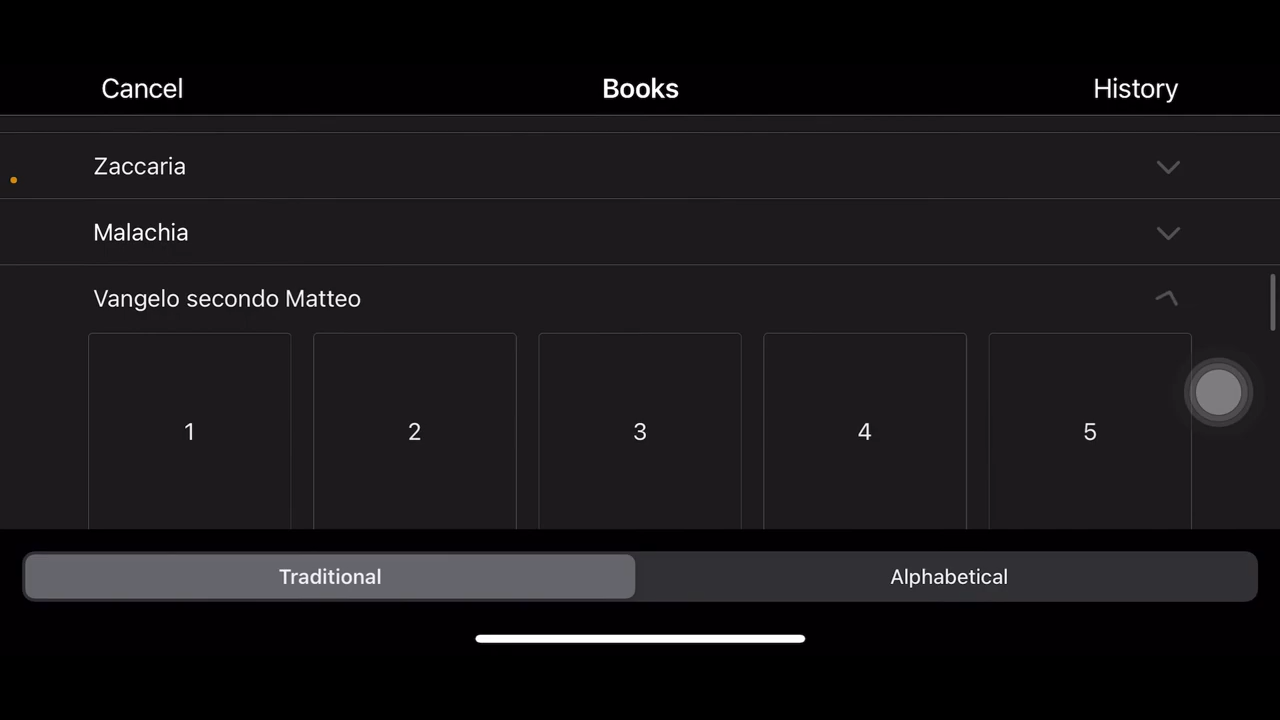 Cancel Books History
Zaccaria
Malachia
Vangelo secondo Matteo
1 2 3 4 5
Traditional Alphabetical